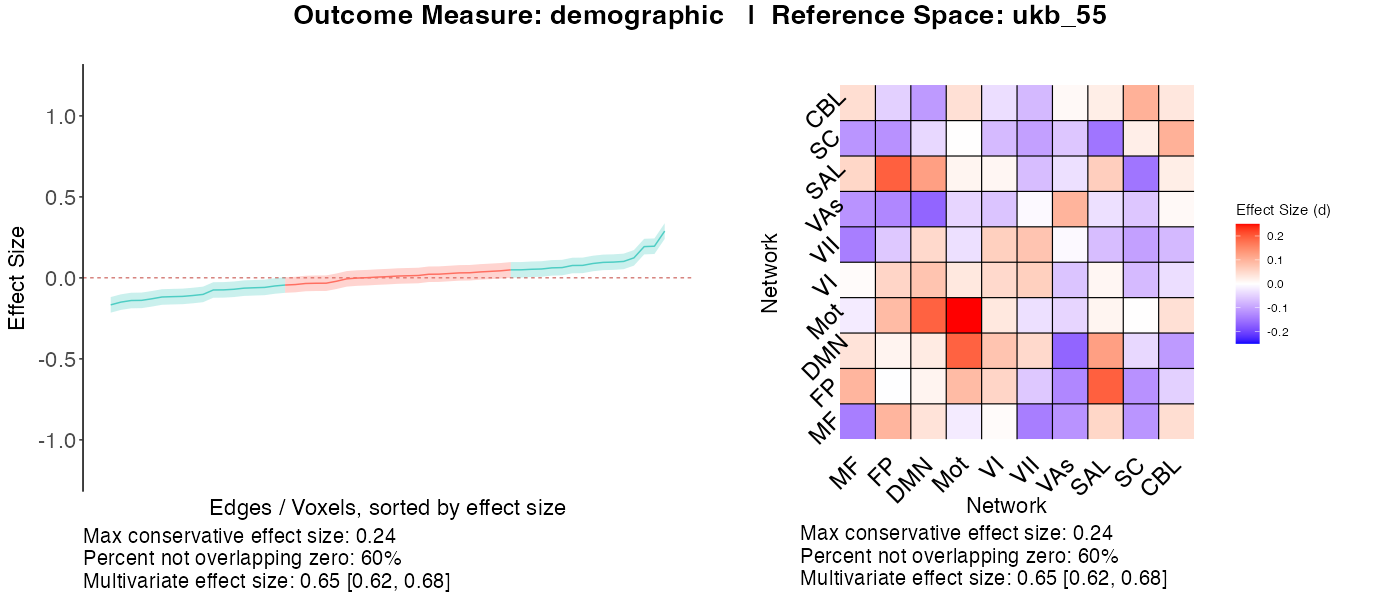 Outcome Measure: demographic | Reference Space: ukb_55
Effect Size
1.0
0.5
0.0
-0.5
-1.0
Edges / Voxels, sorted by effect size
Max conservative effect size: 0.24
Percent not overlapping zero: 60%
Multivariate effect size: 0.65 [0.62, 0.68]
Network
CBL
SC
SAL
VAs
VII
VI
Mot
DMN
FP
MF
MF
FP
DMN
Mot
VI
VII
VAs
SAL
SC
CBL
Network
Max conservative effect size: 0.24
Percent not overlapping zero: 60%
Multivariate effect size: 0.65 [0.62, 0.68]
Effect Size (d)
0.2
0.1
0.0
-0.1
-0.2